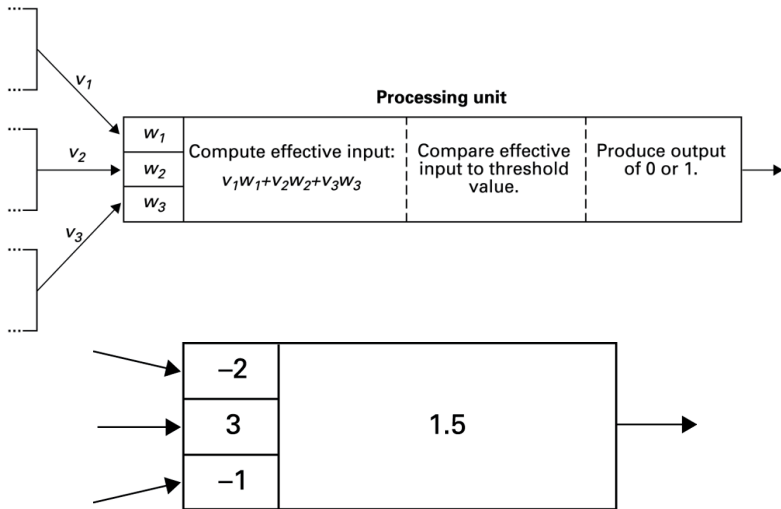 v1
Processing unit
w1
v2
w2
v3
w3
Compute effective input:
v1w1+v2w2+v3w3
Compare effective
input to threshold
value.
Produce output
of 0 or 1.
–2
3
–1
1.5